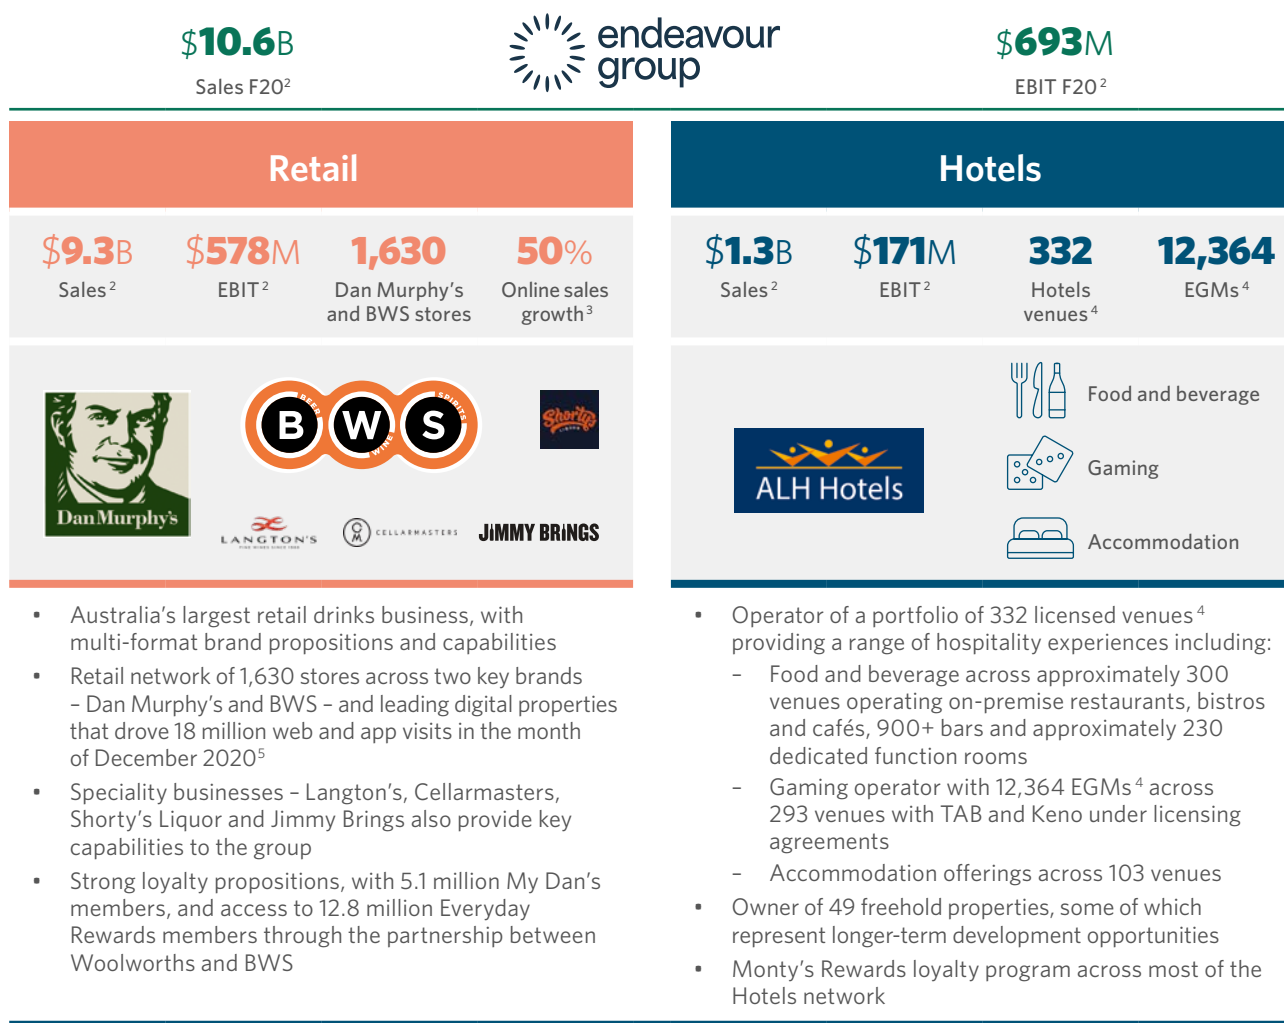 $10.6B
Sales F20²
endeavour
group
$693M
EBIT F20²
Retail
$9.3B
Sales²
$578M
EBIT²
1,630
Dan Murphy’s
and BWS stores
50%
Online sales
growth³
Dan Murphy's
BEER
B
WINE
W
SPIRITS
S
Shorty's
LIQUOR
LANGTON'S
FINE WINES SINCE 1988
CM
CELLARMASTERS
JiMMY BRiNGS
• Australia’s largest retail drinks business, with
multi-format brand propositions and capabilities
• Retail network of 1,630 stores across two key brands
– Dan Murphy’s and BWS – and leading digital properties
that drove 18 million web and app visits in the month
of December 2020⁵
• Speciality businesses – Langton’s, Cellarmasters,
Shorty’s Liquor and Jimmy Brings also provide key
capabilities to the group
• Strong loyalty propositions, with 5.1 million My Dan’s
members, and access to 12.8 million Everyday
Rewards members through the partnership between
Woolworths and BWS
Hotels
$1.3B
Sales²
$171M
EBIT²
332
Hotels
venues⁴
12,364
EGMs⁴
ALH Hotels
Food and beverage
Gaming
Accommodation
• Operator of a portfolio of 332 licensed venues⁴
providing a range of hospitality experiences including:
– Food and beverage across approximately 300
venues operating on-premise restaurants, bistros
and cafés, 900+ bars and approximately 230
dedicated function rooms
– Gaming operator with 12,364 EGMs⁴ across
293 venues with TAB and Keno under licensing
agreements
– Accommodation offerings across 103 venues
• Owner of 49 freehold properties, some of which
represent longer-term development opportunities
• Monty’s Rewards loyalty program across most of the
Hotels network